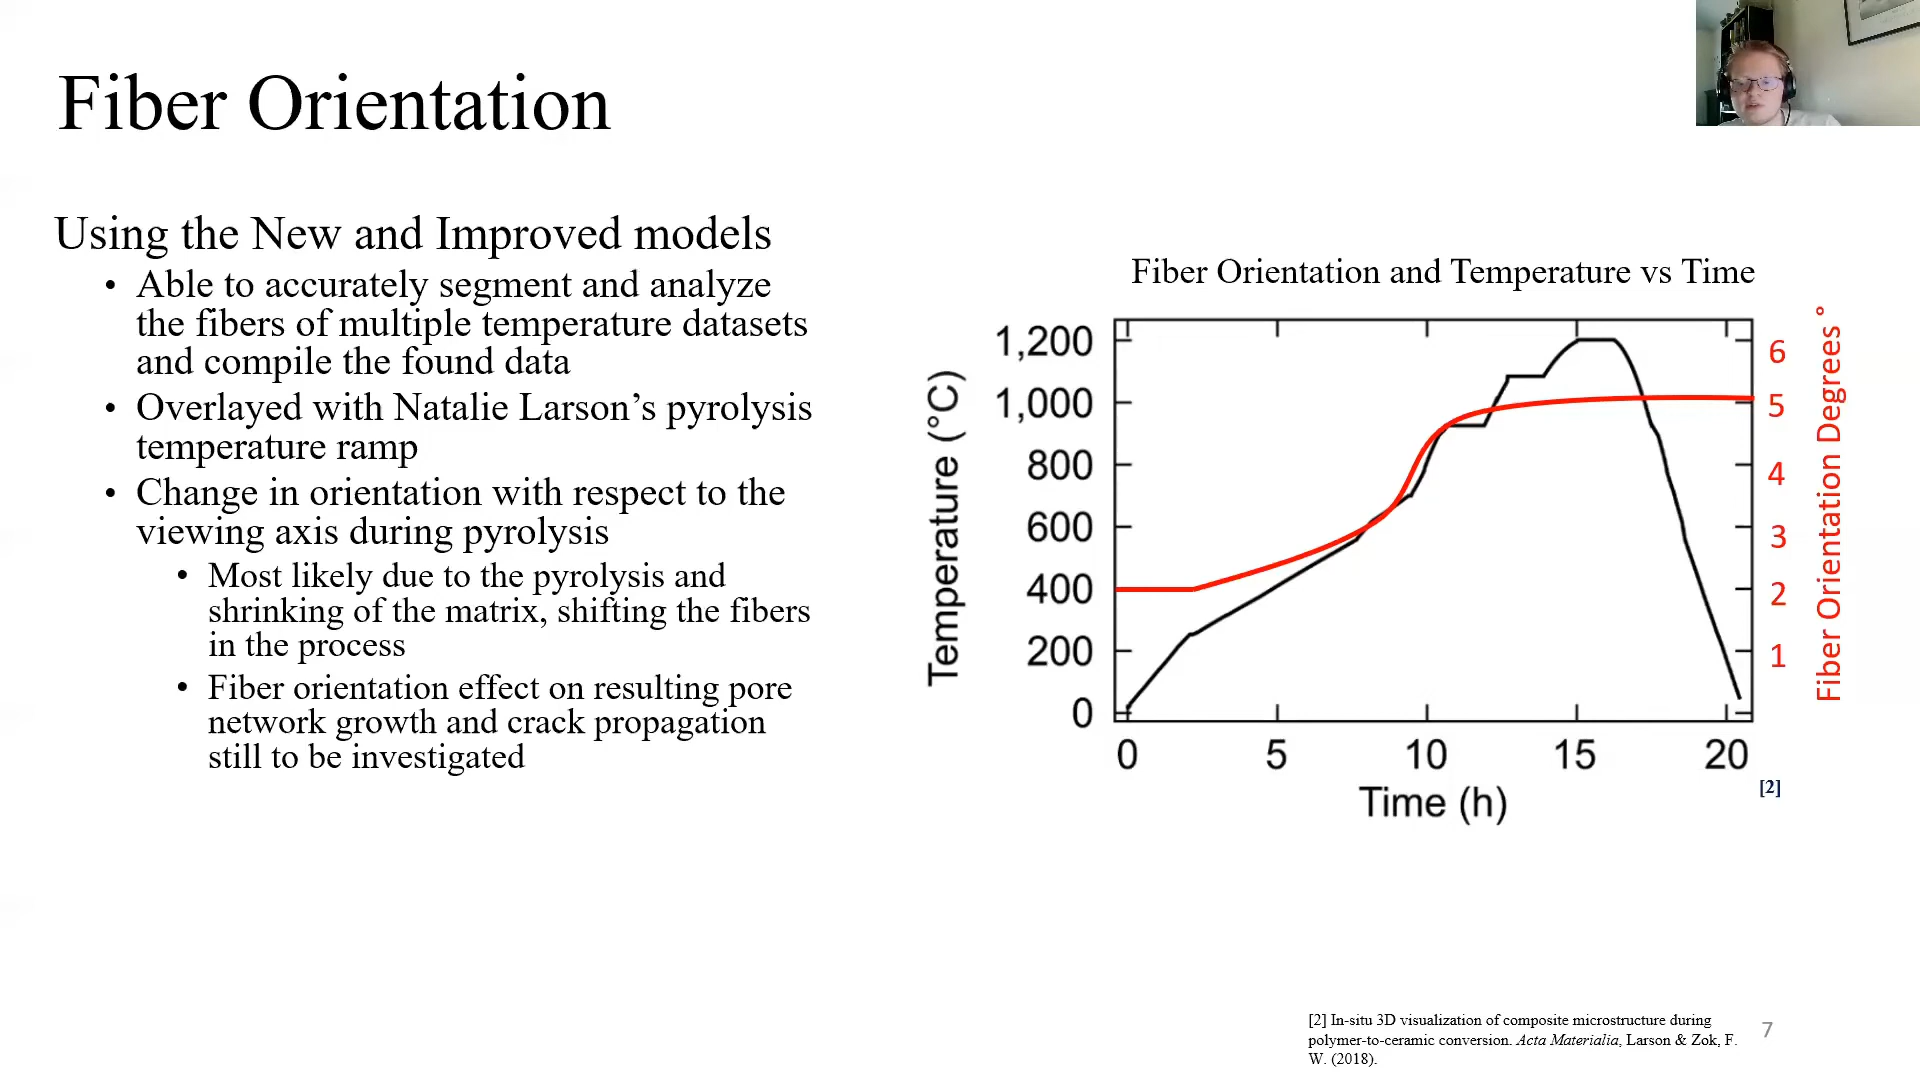 Fiber Orientation
Using the New and Improved models
• Able to accurately segment and analyze
the fibers of multiple temperature datasets
and compile the found data
• Overlayed with Natalie Larson’s pyrolysis
temperature ramp
• Change in orientation with respect to the
viewing axis during pyrolysis
• Most likely due to the pyrolysis and
shrinking of the matrix, shifting the fibers
in the process
• Fiber orientation effect on resulting pore
network growth and crack propagation
still to be investigated
Fiber Orientation and Temperature vs Time
Temperature (°C)
1,200
1,000
800
600
400
200
0
0 5 10 15 20
Time (h)
6
5
4
3
2
1
Fiber Orientation Degrees °
[2]
[2] In-situ 3D visualization of composite microstructure during
polymer-to-ceramic conversion. Acta Materialia, Larson & Zok, F.
W. (2018).
7